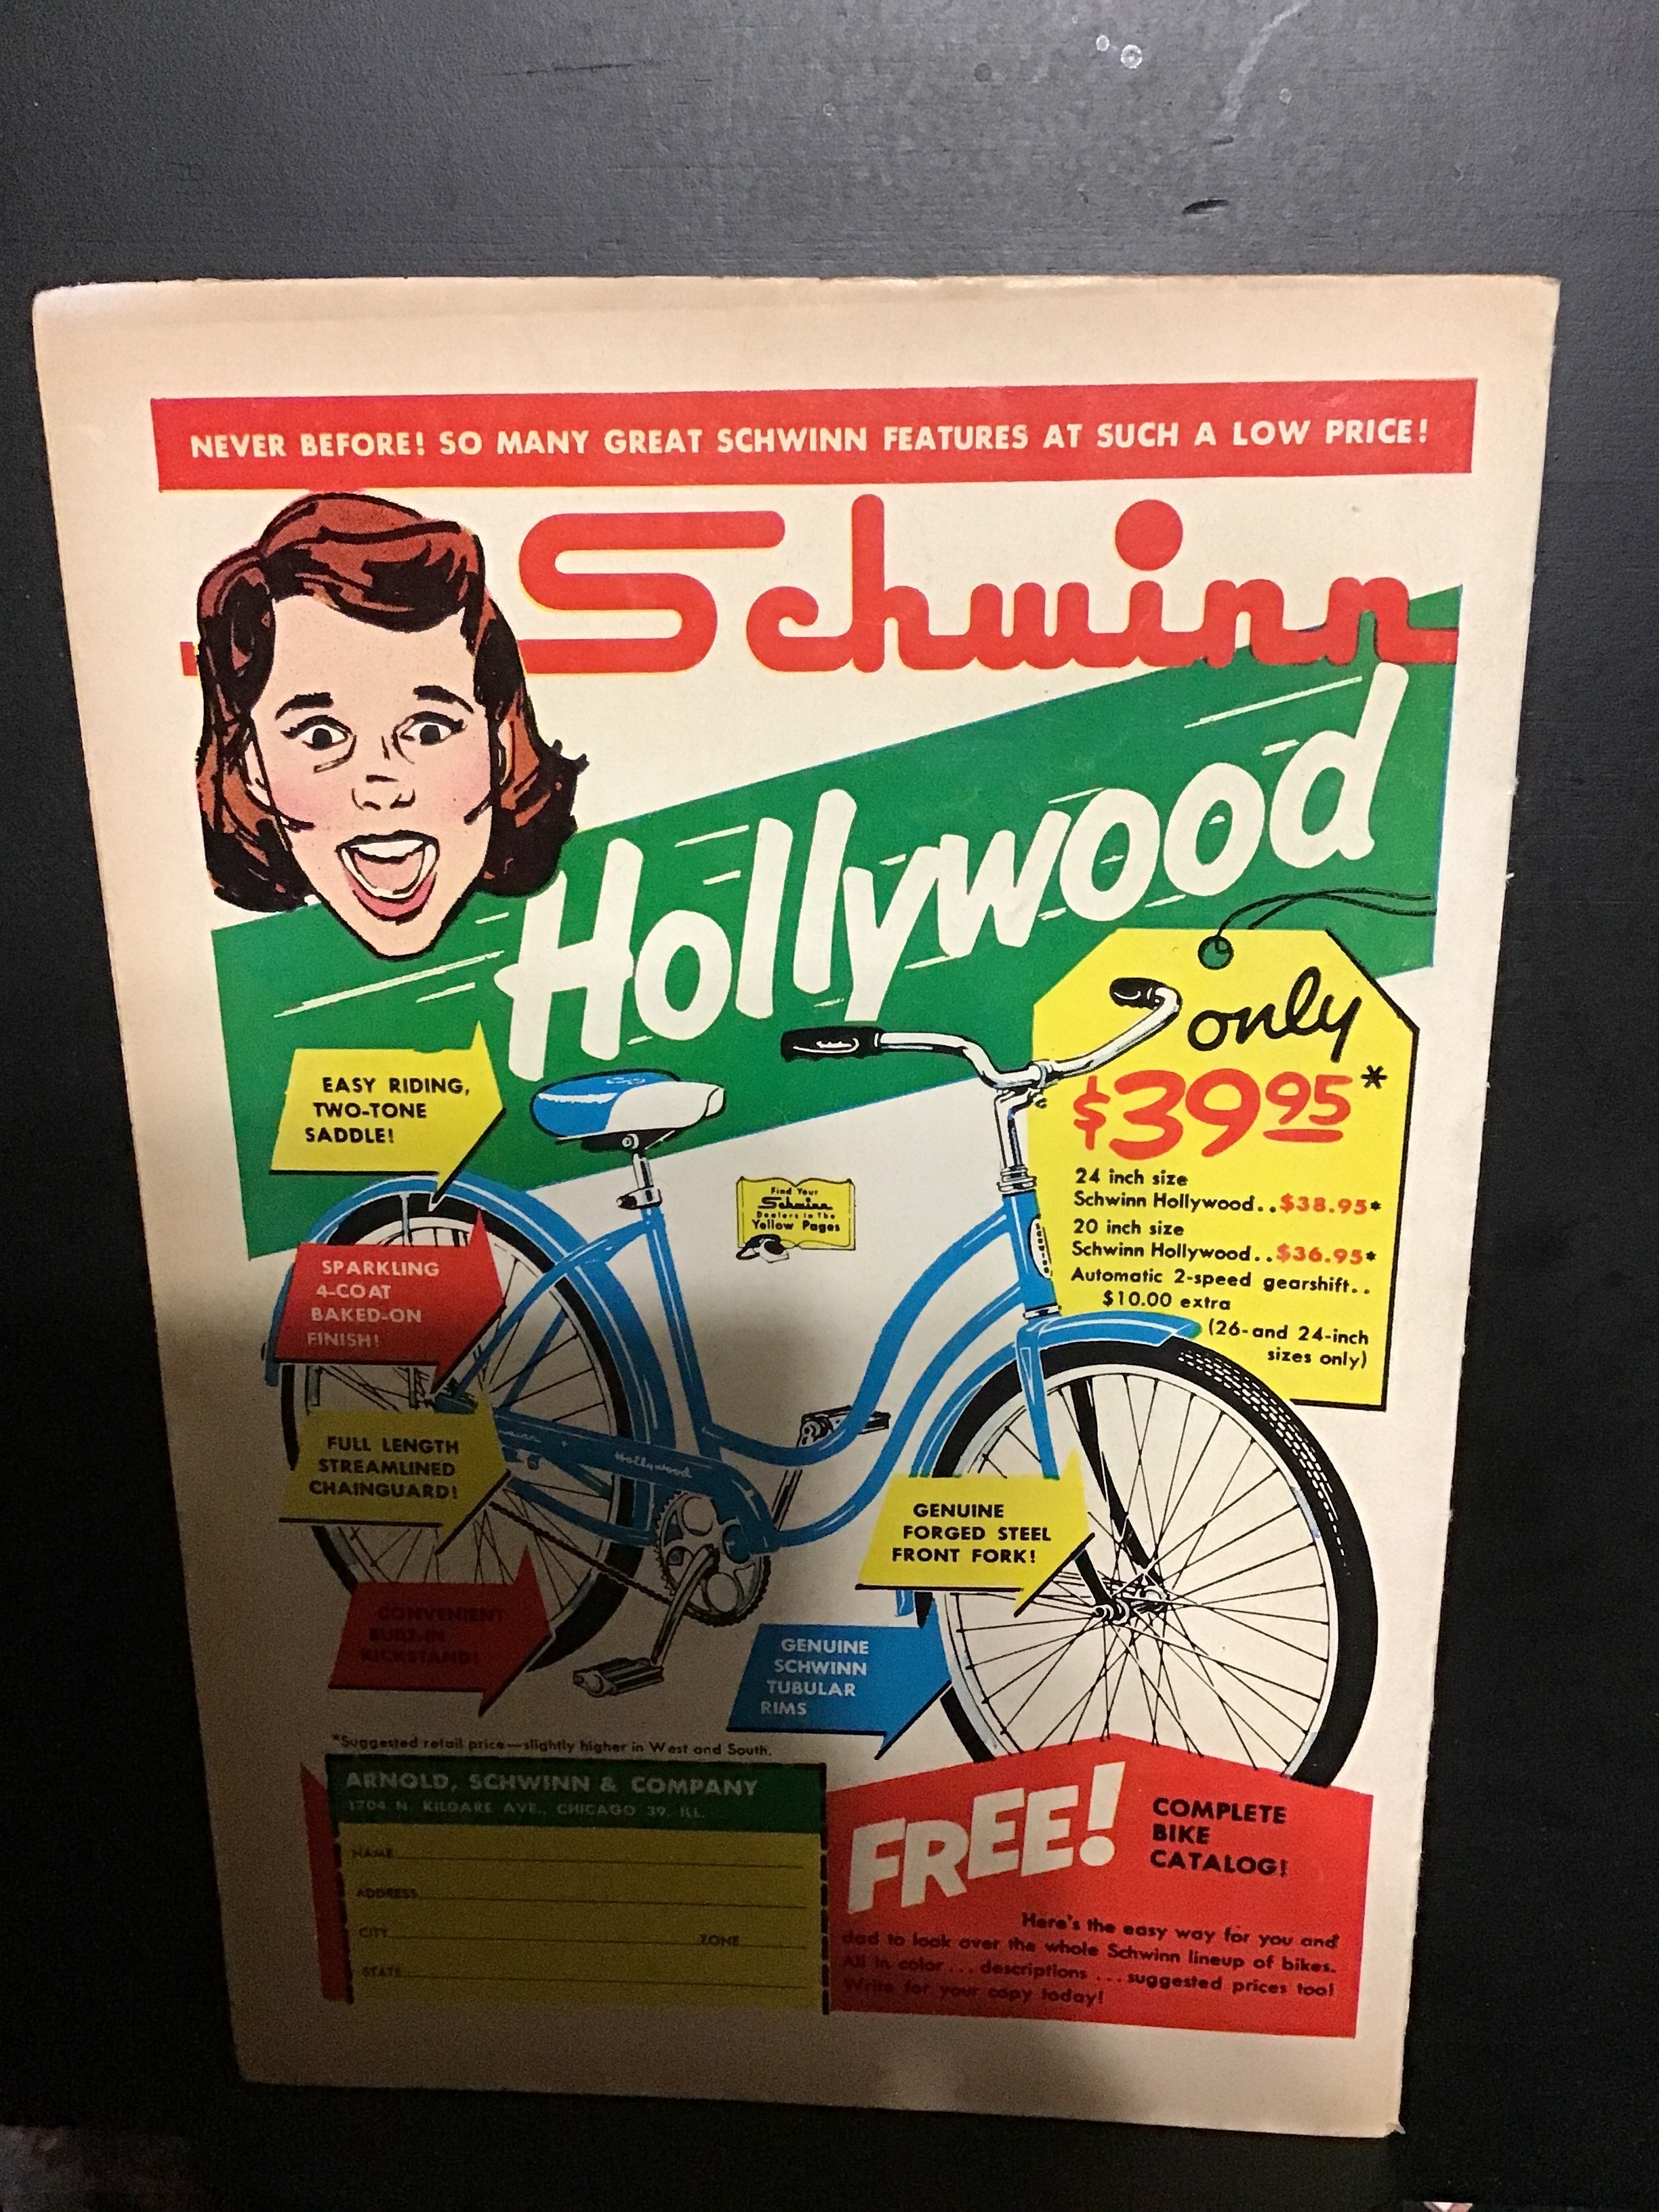 NEVER BEFORE! SO MANY GREAT SCHWINN FEATURES AT SUCH A LOW PRICE!
Schwinn
Hollywood
only
$39.95*
24 inch size
Schwinn Hollywood..$38.95*
20 inch size
Schwinn Hollywood..$36.95*
Automatic 2-speed gearshift..
$10.00 extra
(26-and 24-inch
sizes only)
EASY RIDING,
TWO-TONE
SADDLE!
Find Your
Schwinn
Dealers In The
Yellow Pages
SCHWINN
SPARKLING
4-COAT
BAKED-ON
FINISH!
FULL LENGTH
STREAMLINED
CHAINGUARD!
Hollywood
GENUINE
FORGED STEEL
FRONT FORK!
CONVENIENT
BUILT-IN
KICKSTAND!
GENUINE
SCHWINN
TUBULAR
RIMS
*Suggested retail price—slightly higher in West and South.
ARNOLD, SCHWINN & COMPANY
1704 N. KILDARE AVE., CHICAGO 39, ILL.
NAME
ADDRESS
CITY ZONE
STATE
FREE!
COMPLETE
BIKE
CATALOG!
Here's the easy way for you and
dad to look over the whole Schwinn lineup of bikes.
All in color...descriptions...suggested prices too!
Write for your copy today!